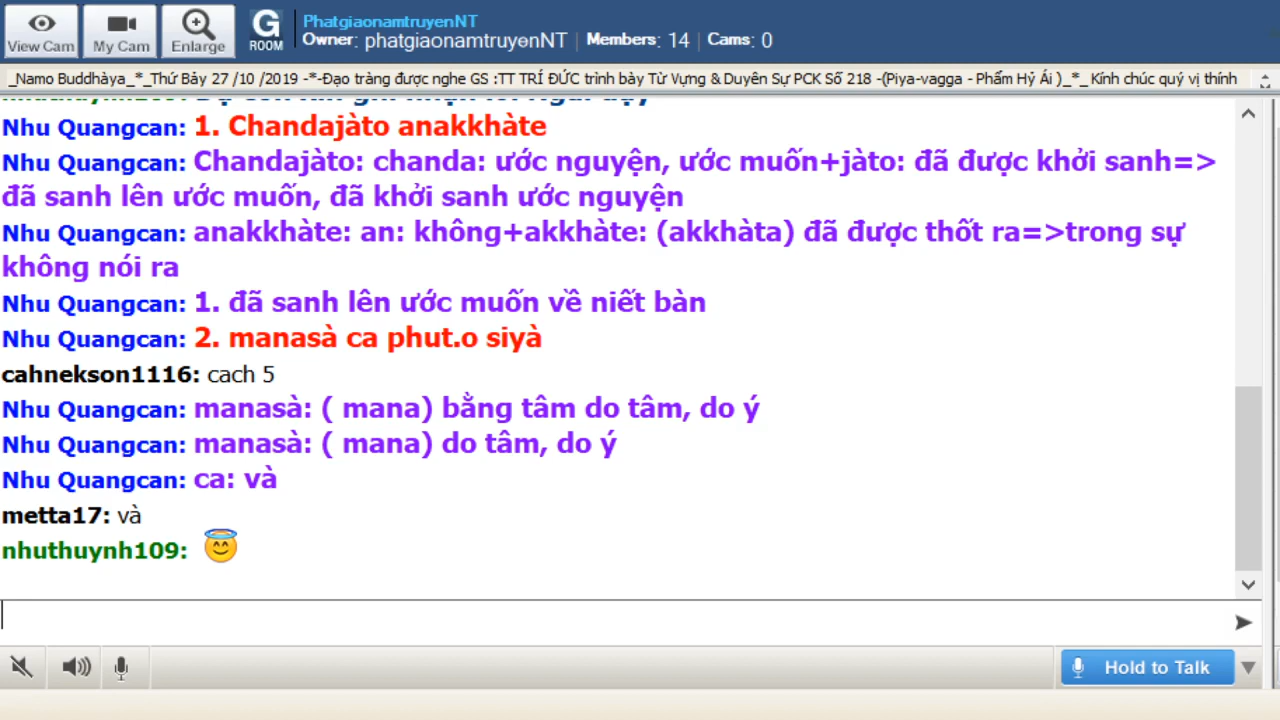 View Cam
My Cam
Enlarge
G
ROOM
PhatgiaonamtruyenNT
Owner: phatgiaonamtruyenNT | Members: 14 | Cams: 0
_Namo Buddhàya_*_Thứ Bảy 27 /10 /2019 -*-Đạo tràng được nghe GS :TT TRÍ ĐỨC trình bày Từ Vựng & Duyên Sự PCK Số 218 -(Piya-vagga - Phẩm Hỷ Ái )_*_Kính chúc quý vị thính
Nhu Quangcan: 1. Chandajàto anakkhàte
Nhu Quangcan: Chandajàto: chanda: ước nguyện, ước muốn+jàto: đã được khởi sanh=>
đã sanh lên ước muốn, đã khởi sanh ước nguyện
Nhu Quangcan: anakkhàte: an: không+akkhàte: (akkhàta) đã được thốt ra=>trong sự
không nói ra
Nhu Quangcan: 1. đã sanh lên ước muốn về niết bàn
Nhu Quangcan: 2. manasà ca phut.o siyà
cahnekson1116: cach 5
Nhu Quangcan: manasà: ( mana) bằng tâm do tâm, do ý
Nhu Quangcan: manasà: ( mana) do tâm, do ý
Nhu Quangcan: ca: và
metta17: và
nhuthuynh109:
Hold to Talk